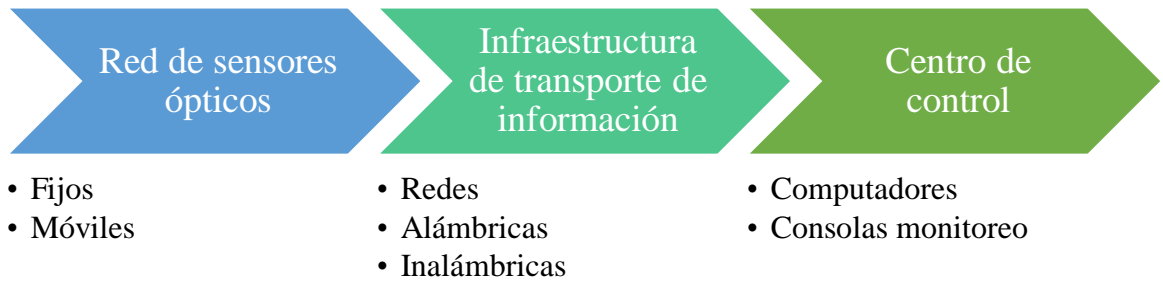 Red de sensores
ópticos
Infraestructura
de transporte de
información
Centro de
control
• Fijos
• Móviles
• Redes
• Alámbricas
• Inalámbricas
• Computadores
• Consolas monitoreo